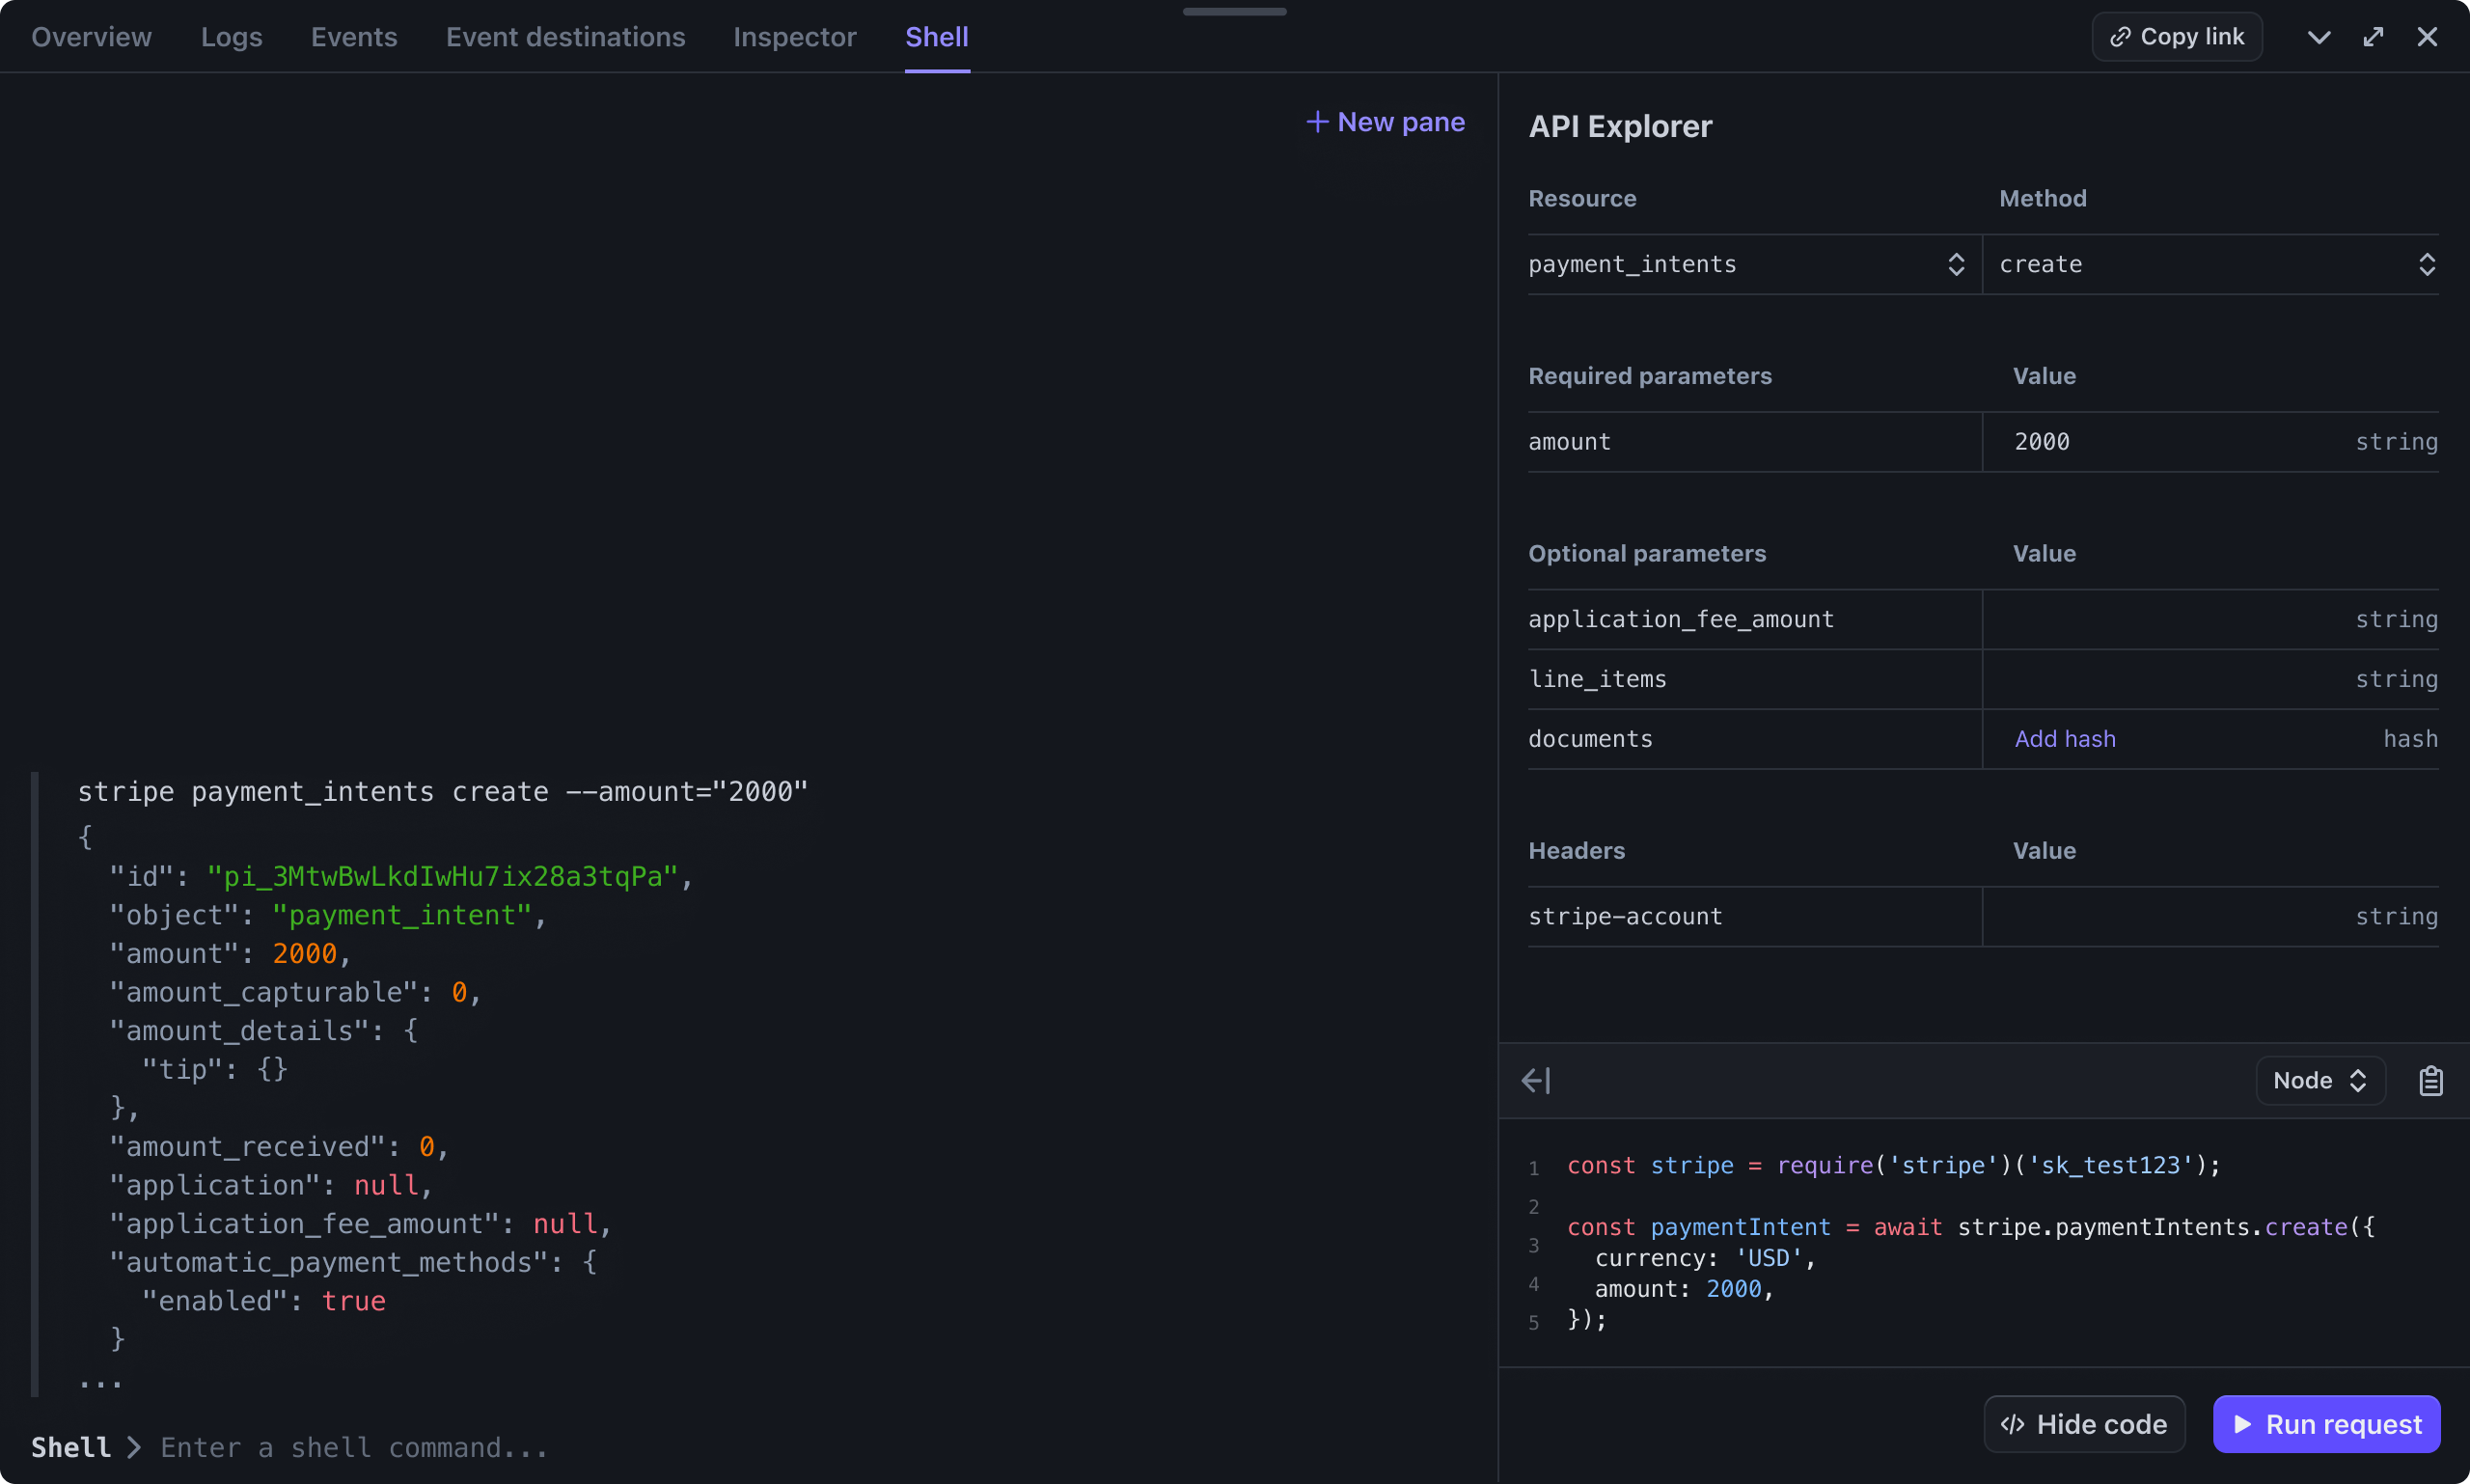 Overview Logs Events Event destinations Inspector Shell Copy link
New pane
stripe payment_intents create --amount="2000"
{
  "id": "pi_3MtwBwLkdIwHu7ix28a3tqPa",
  "object": "payment_intent",
  "amount": 2000,
  "amount_capturable": 0,
  "amount_details": {
    "tip": {}
  },
  "amount_received": 0,
  "application": null,
  "application_fee_amount": null,
  "automatic_payment_methods": {
    "enabled": true
  }
...
Shell > Enter a shell command...
API Explorer
Resource Method
payment_intents create
Required parameters Value
amount 2000 string
Optional parameters Value
application_fee_amount string
line_items string
documents Add hash hash
Headers Value
stripe-account string
Node
1 const stripe = require('stripe')('sk_test123');
2
3 const paymentIntent = await stripe.paymentIntents.create({
4   currency: 'USD',
5   amount: 2000,
});
Hide code Run request